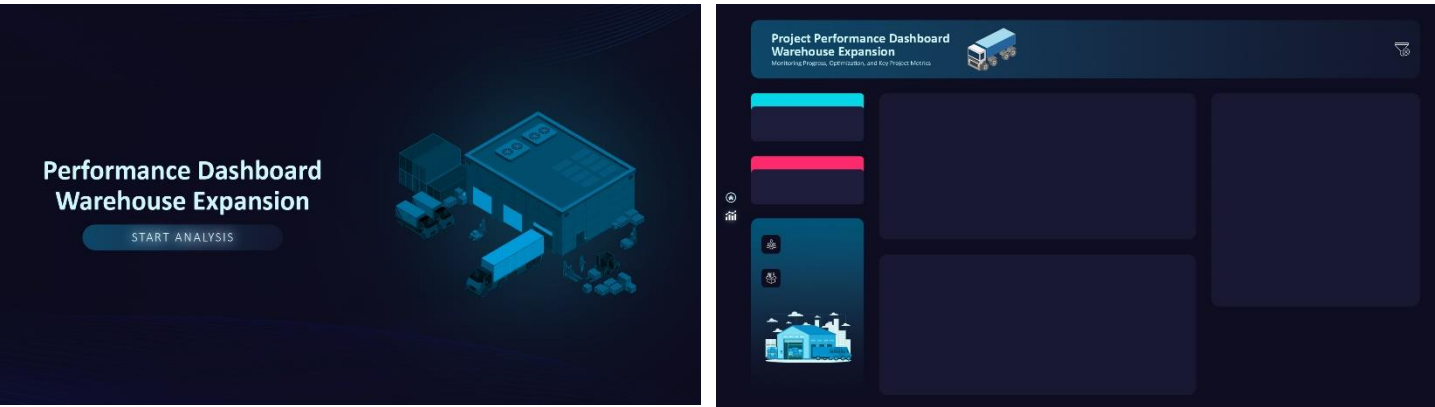 Performance Dashboard
Warehouse Expansion
START ANALYSIS
Project Performance Dashboard
Warehouse Expansion
Monitoring Progress, Optimization, and Key Project Metrics